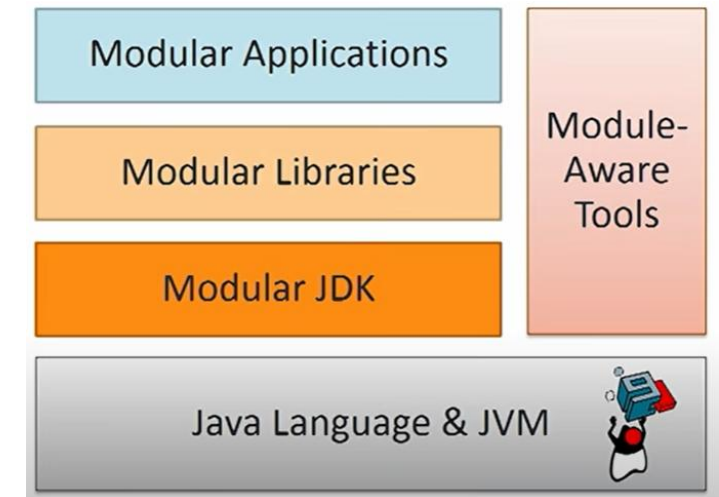 Modular Applications
Modular Libraries
Modular JDK
Module-
Aware
Tools
Java Language & JVM